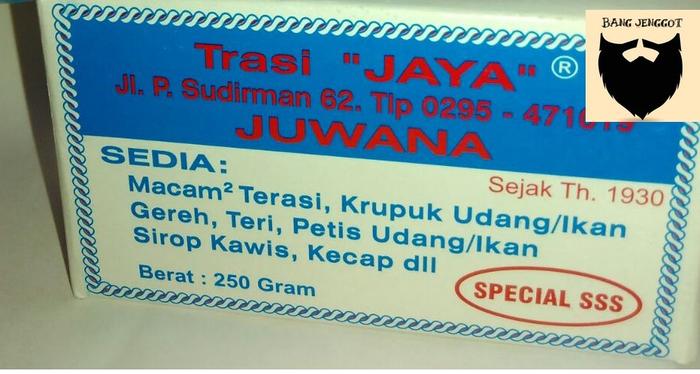 BANG JENGGOT
Trasi "JAYA" ®
Jl. P. Sudirman 62. Tlp 0295 -
JUWANA
SEDIA:
Sejak Th. 1930
Macam² Terasi, Krupuk Udang/Ikan
Gereh, Teri, Petis Udang/Ikan
Sirop Kawis, Kecap dll
Berat : 250 Gram
SPECIAL SSS